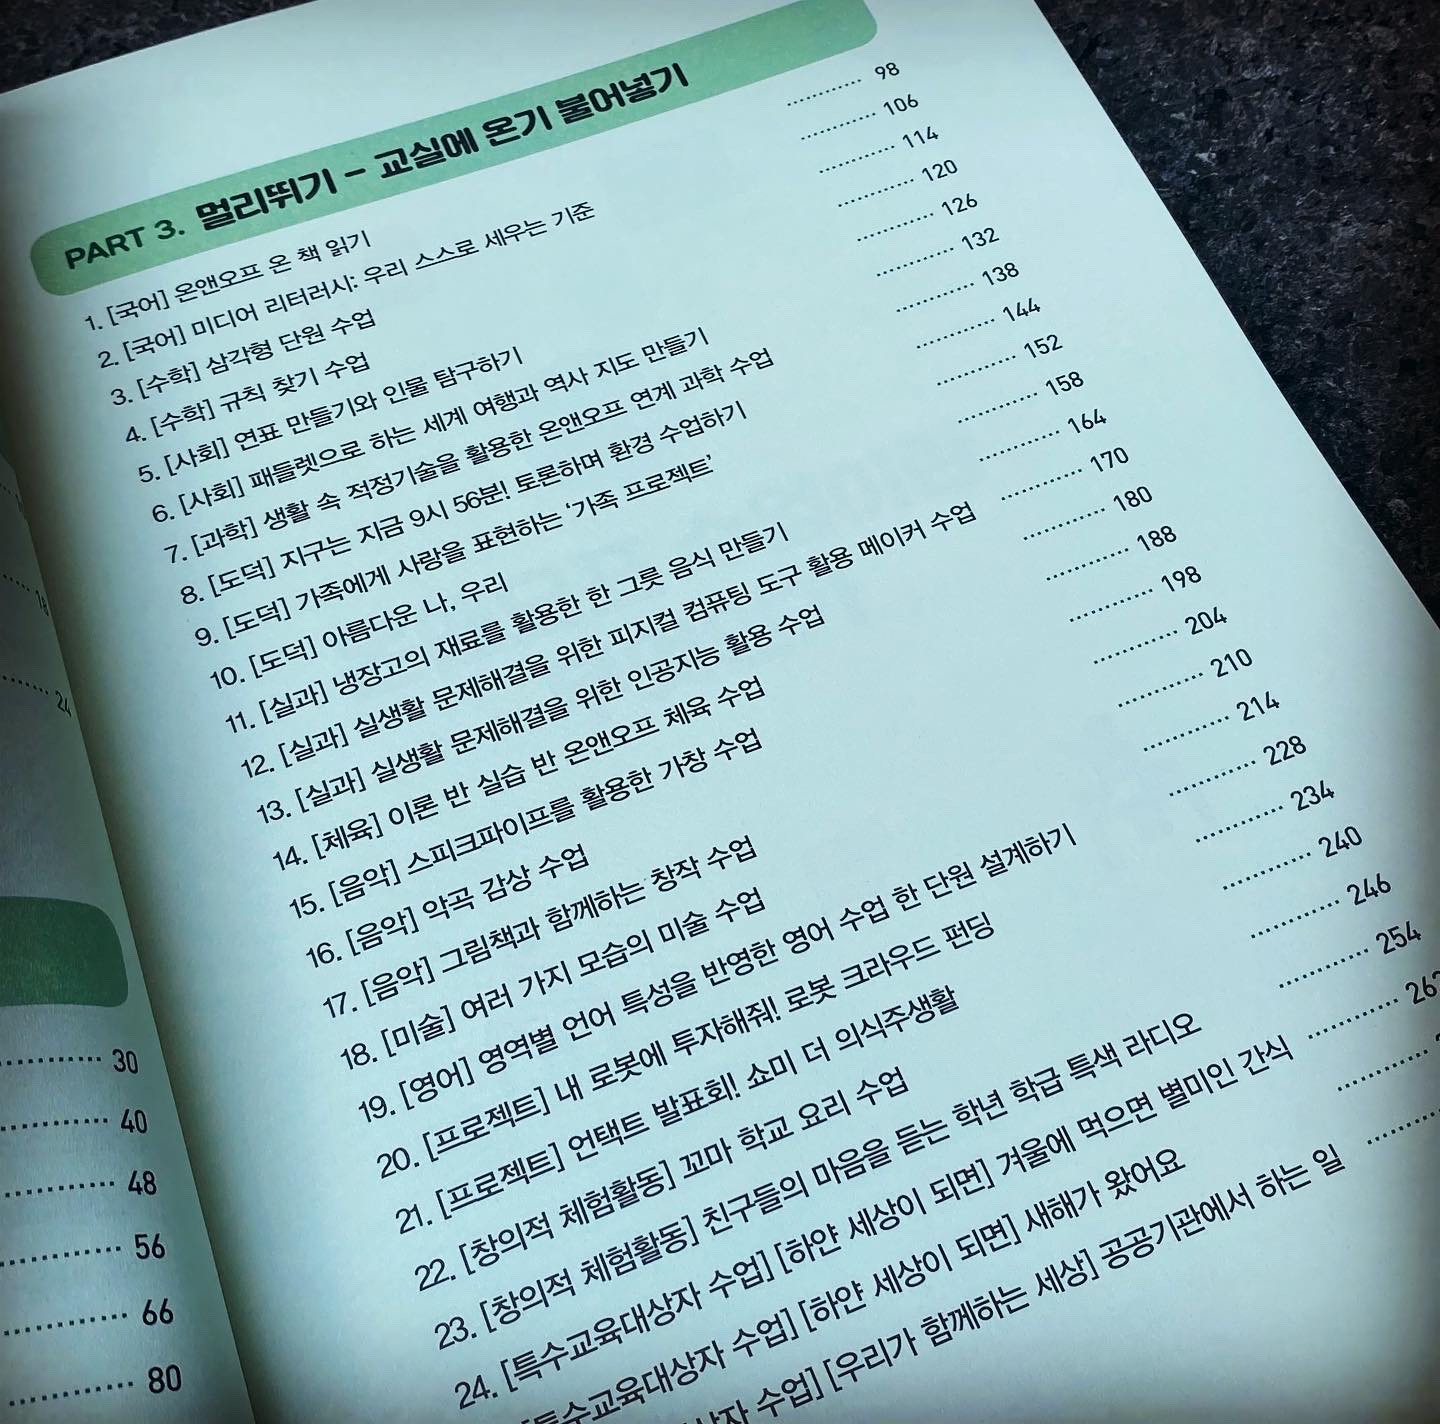 24
30
40
48
56
66
80
PART 3. 멀리뛰기 - 교실에 온기 불어넣기
1. [국어] 온앤오프 온 책 읽기 ·········· 98
2. [국어] 미디어 리터러시: 우리 스스로 세우는 기준 ·········· 106
3. [수학] 삼각형 단원 수업 ·········· 114
4. [수학] 규칙 찾기 수업 ·········· 120
5. [사회] 연표 만들기와 인물 탐구하기 ·········· 126
6. [사회] 패들렛으로 하는 세계 여행과 역사 지도 만들기 ·········· 132
7. [과학] 생활 속 적정기술을 활용한 온앤오프 연계 과학 수업 ·········· 138
8. [도덕] 지구는 지금 9시 56분! 토론하며 환경 수업하기 ·········· 144
9. [도덕] 가족에게 사랑을 표현하는 ‘가족 프로젝트’ ·········· 152
10. [도덕] 아름다운 나, 우리 ·········· 158
11. [실과] 냉장고의 재료를 활용한 한 그릇 음식 만들기 ·········· 164
12. [실과] 실생활 문제해결을 위한 피지컬 컴퓨팅 도구 활용 메이커 수업 ·········· 170
13. [실과] 실생활 문제해결을 위한 인공지능 활용 수업 ·········· 180
14. [체육] 이론 반 실습 반 온앤오프 체육 수업 ·········· 188
15. [음악] 스피크파이프를 활용한 가창 수업 ·········· 198
16. [음악] 악곡 감상 수업 ·········· 204
17. [음악] 그림책과 함께하는 창작 수업 ·········· 210
18. [미술] 여러 가지 모습의 미술 수업 ·········· 214
19. [영어] 영역별 언어 특성을 반영한 영어 수업 한 단원 설계하기 ·········· 228
20. [프로젝트] 내 로봇에 투자해줘! 로봇 크라우드 펀딩 ·········· 234
21. [프로젝트] 언택트 발표회! 쇼미 더 의식주생활 ·········· 240
22. [창의적 체험활동] 꼬마 학교 요리 수업 ·········· 246
23. [창의적 체험활동] 친구들의 마음을 듣는 학년 학급 특색 라디오 ·········· 254
24. [특수교육대상자 수업] [하얀 세상이 되면] 겨울에 먹으면 별미인 간식 ··········
[특수교육대상자 수업] [하얀 세상이 되면] 새해가 왔어요 ··········
수업] [우리가 함께하는 세상] 공공기관에서 하는 일 ··········